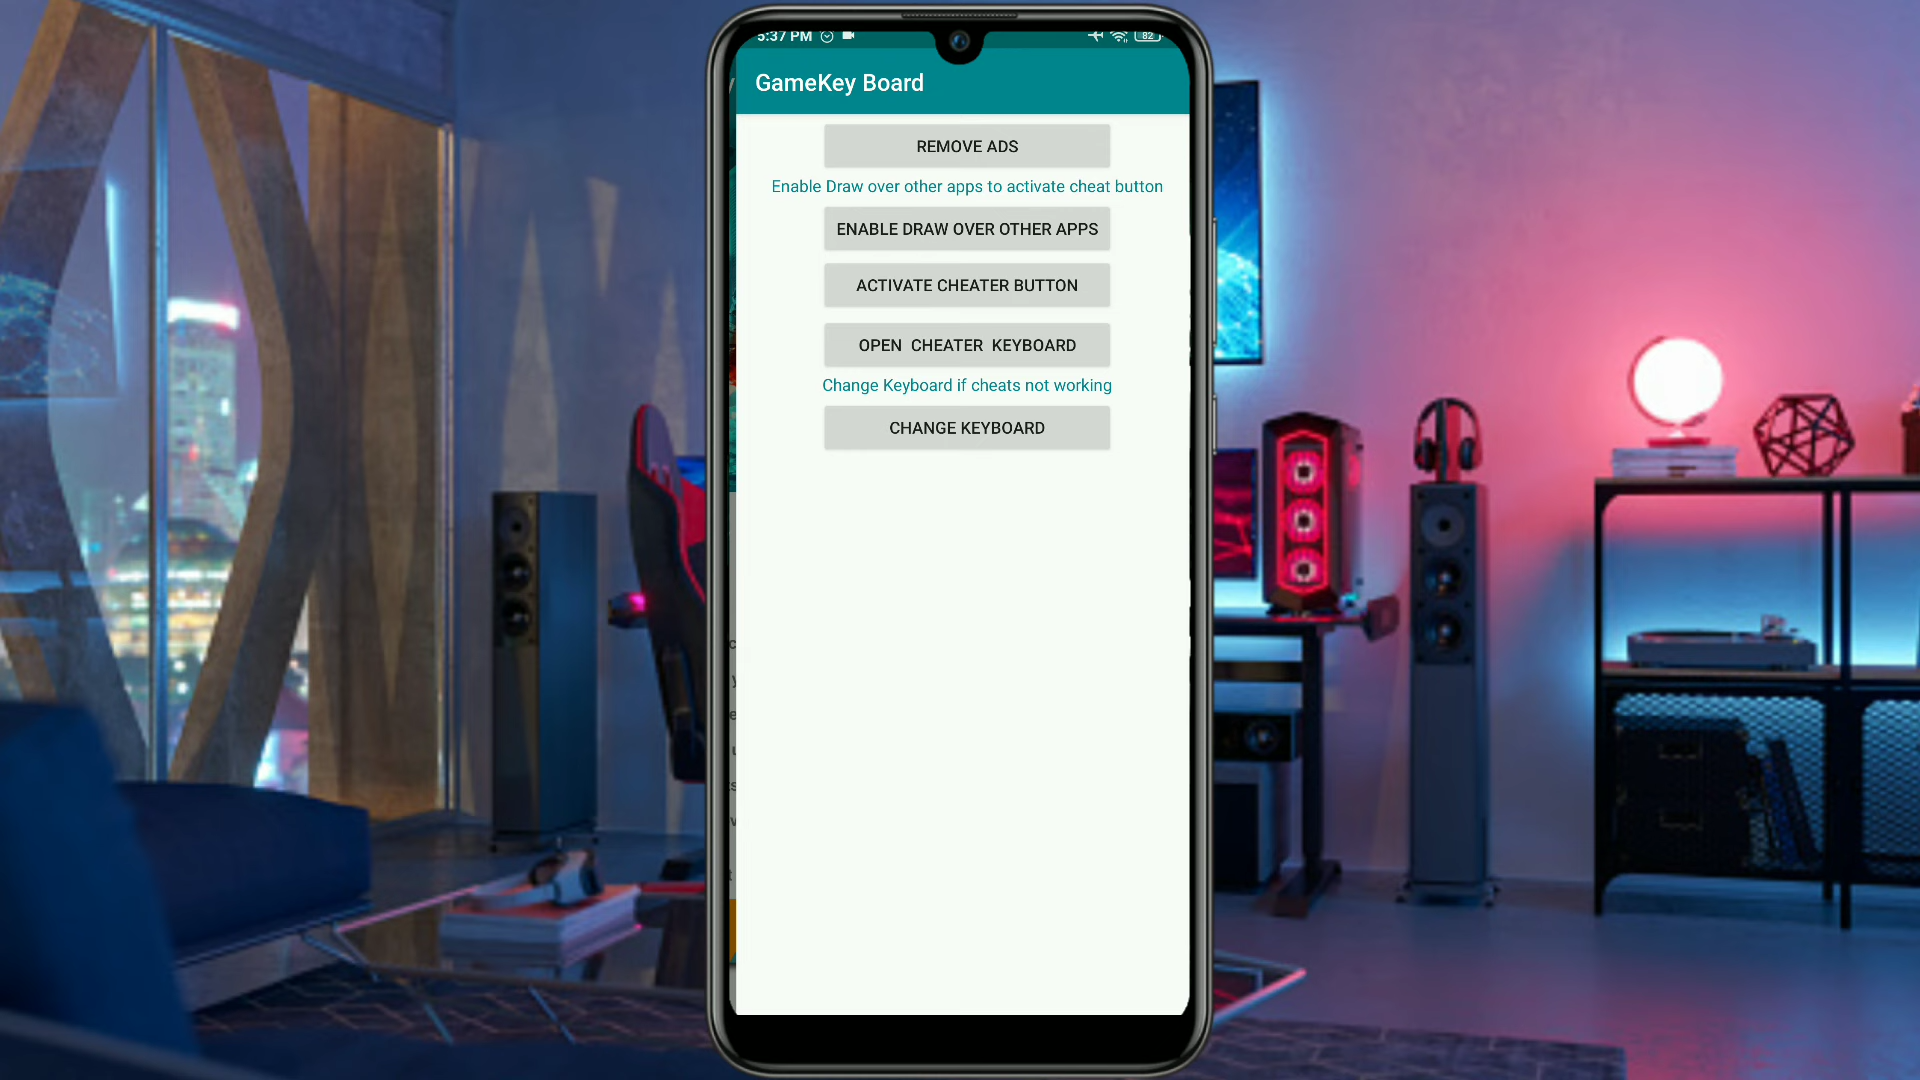 5:37 PM
82
GameKey Board
REMOVE ADS
Enable Draw over other apps to activate cheat button
ENABLE DRAW OVER OTHER APPS
ACTIVATE CHEATER BUTTON
OPEN CHEATER KEYBOARD
Change Keyboard if cheats not working
CHANGE KEYBOARD